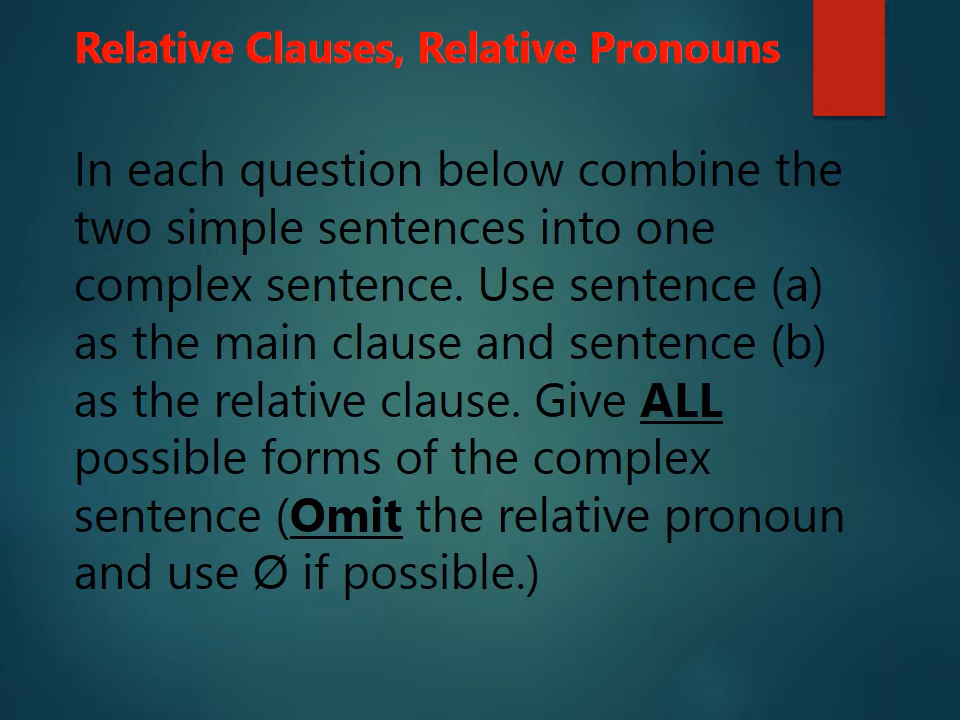 Relative Clauses, Relative Pronouns
In each question below combine the
two simple sentences into one
complex sentence. Use sentence (a)
as the main clause and sentence (b)
as the relative clause. Give ALL
possible forms of the complex
sentence (Omit the relative pronoun
and use Ø if possible.)